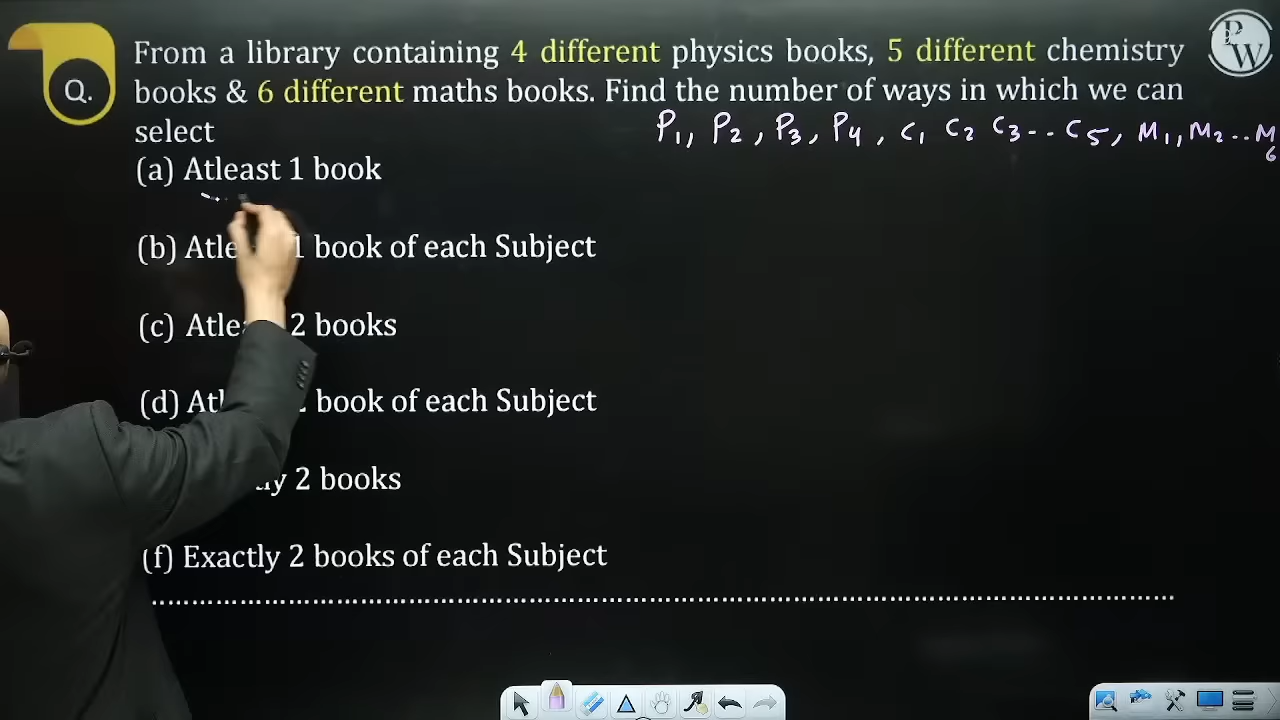 Q.
From a library containing 4 different physics books, 5 different chemistry
books & 6 different maths books. Find the number of ways in which we can
select
P1, P2, P3, P4, C1 C2 C3-..C5, M1, M2...M6
(a) Atleast 1 book
(b) Atle 1 book of each Subject
(c) Atlea 2 books
(d) Atl book of each Subject
2 books
(f) Exactly 2 books of each Subject
PW